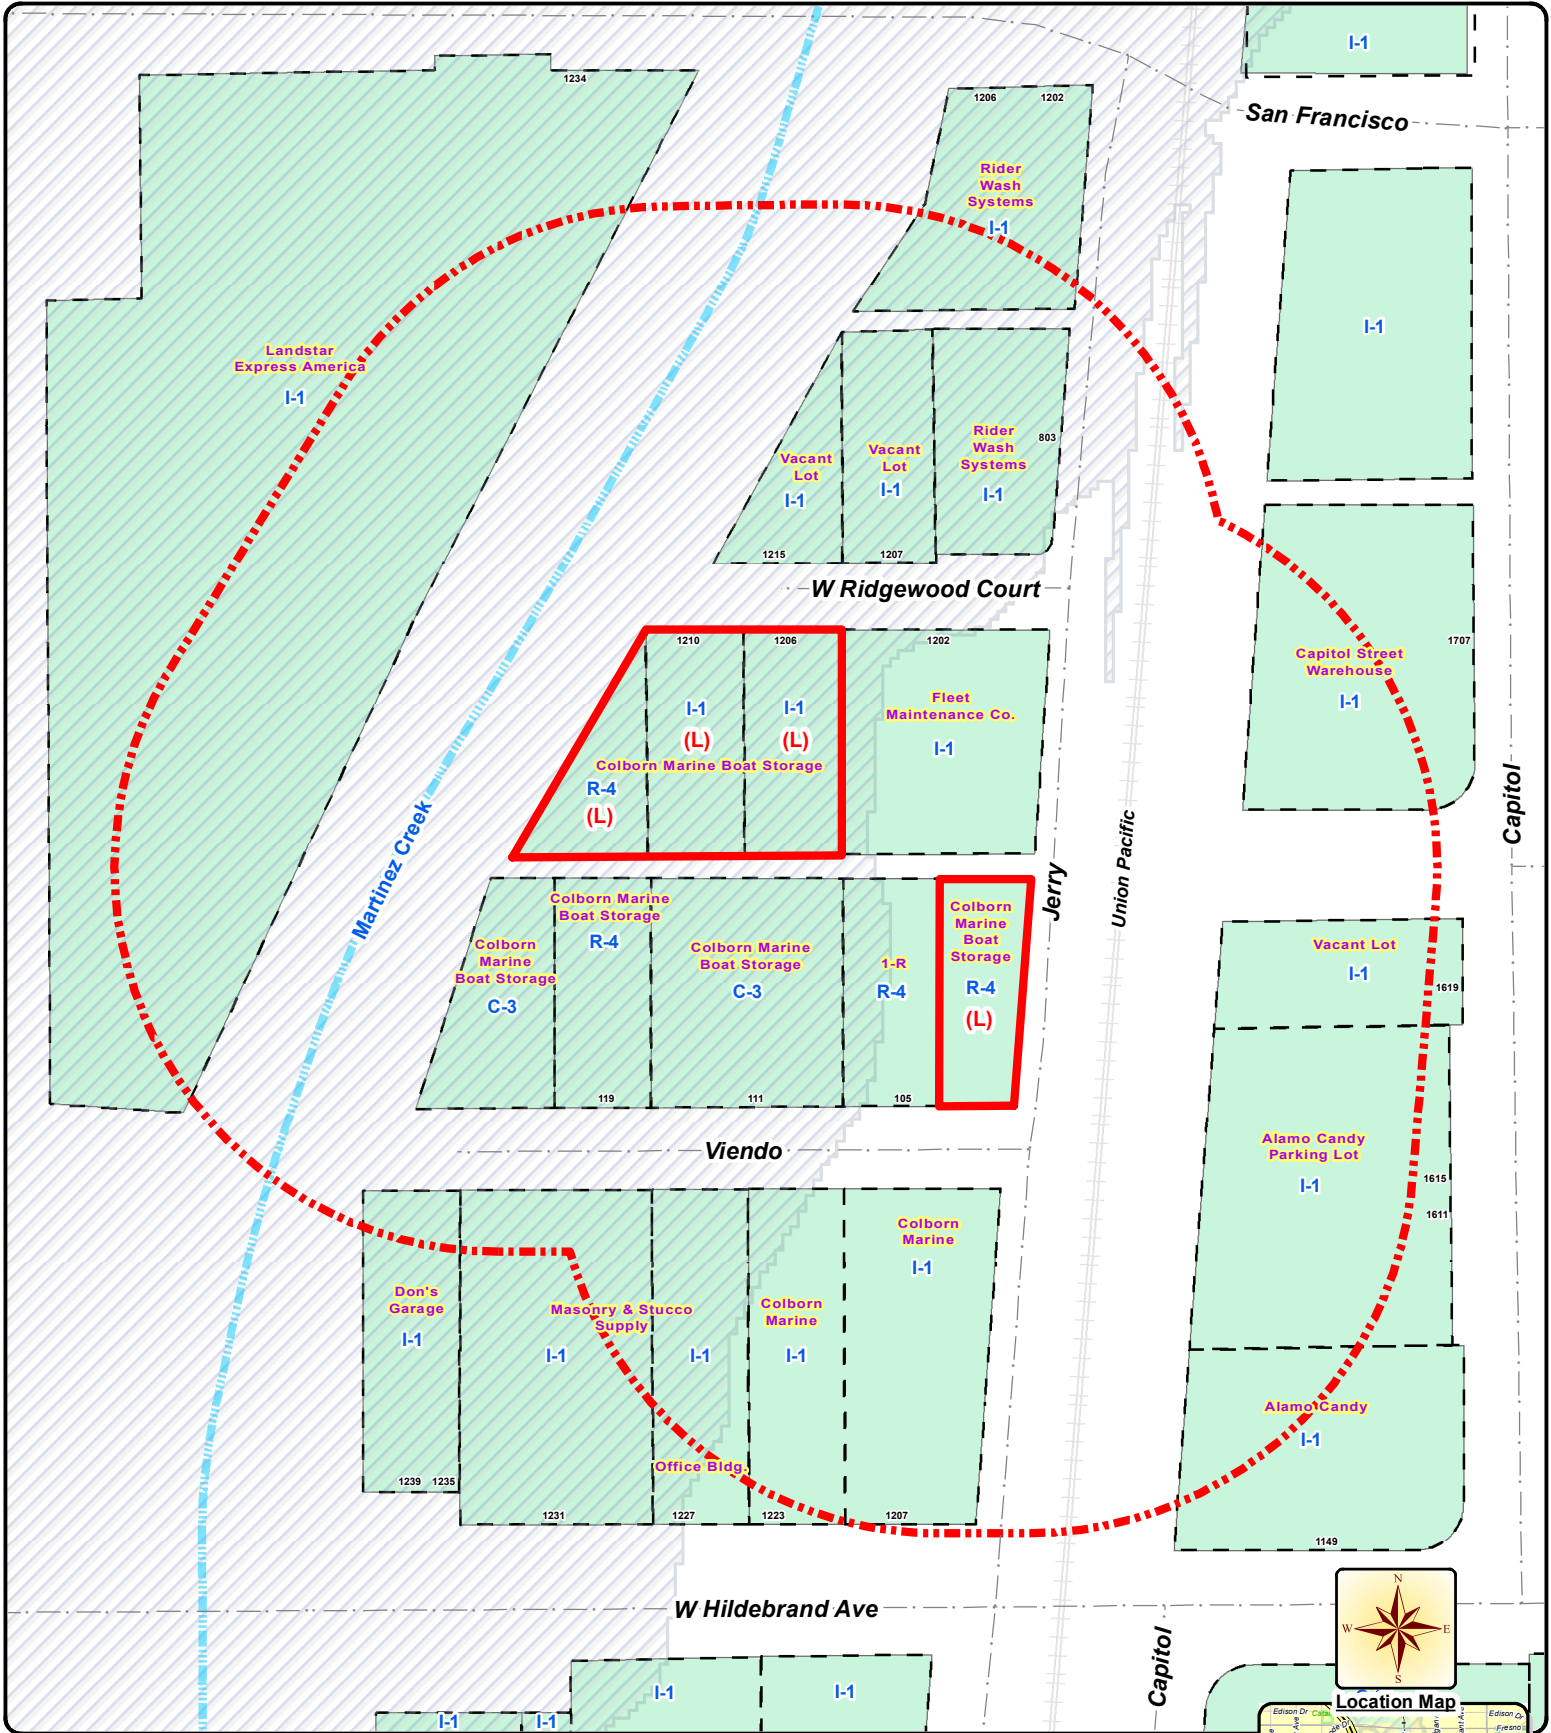 I-1
1234
1206
1202
San Francisco
Rider
Wash
Systems
I-1
I-1
Landstar
Express America
I-1
Rider
Wash
Systems
803
I-1
Vacant
Lot
I-1
Vacant
Lot
I-1
1215
1207
W Ridgewood Court
1210
1206
1202
1707
Capitol Street
Warehouse
I-1
Fleet
Maintenance Co.
I-1
I-1
(L)
I-1
(L)
Colborn Marine Boat Storage
R-4
(L)
Martinez Creek
Union Pacific
Jerry
Capitol
Colborn Marine
Boat Storage
R-4
Colborn
Marine
Boat Storage
C-3
Colborn Marine
Boat Storage
C-3
1-R
R-4
Colborn
Marine
Boat
Storage
R-4
(L)
Vacant Lot
I-1
1619
119
111
105
Viendo
Alamo Candy
Parking Lot
I-1
1615
1611
Colborn
Marine
I-1
Don's
Garage
I-1
Masonry & Stucco
Supply
I-1
I-1
Colborn
Marine
I-1
Alamo Candy
I-1
Office Bldg.
1239
1235
1231
1227
1223
1207
1149
W Hildebrand Ave
Capitol
N
W
E
S
Location Map
I-1
I-1
I-1
I-1
Edison Dr
Edison Dr
Fresno